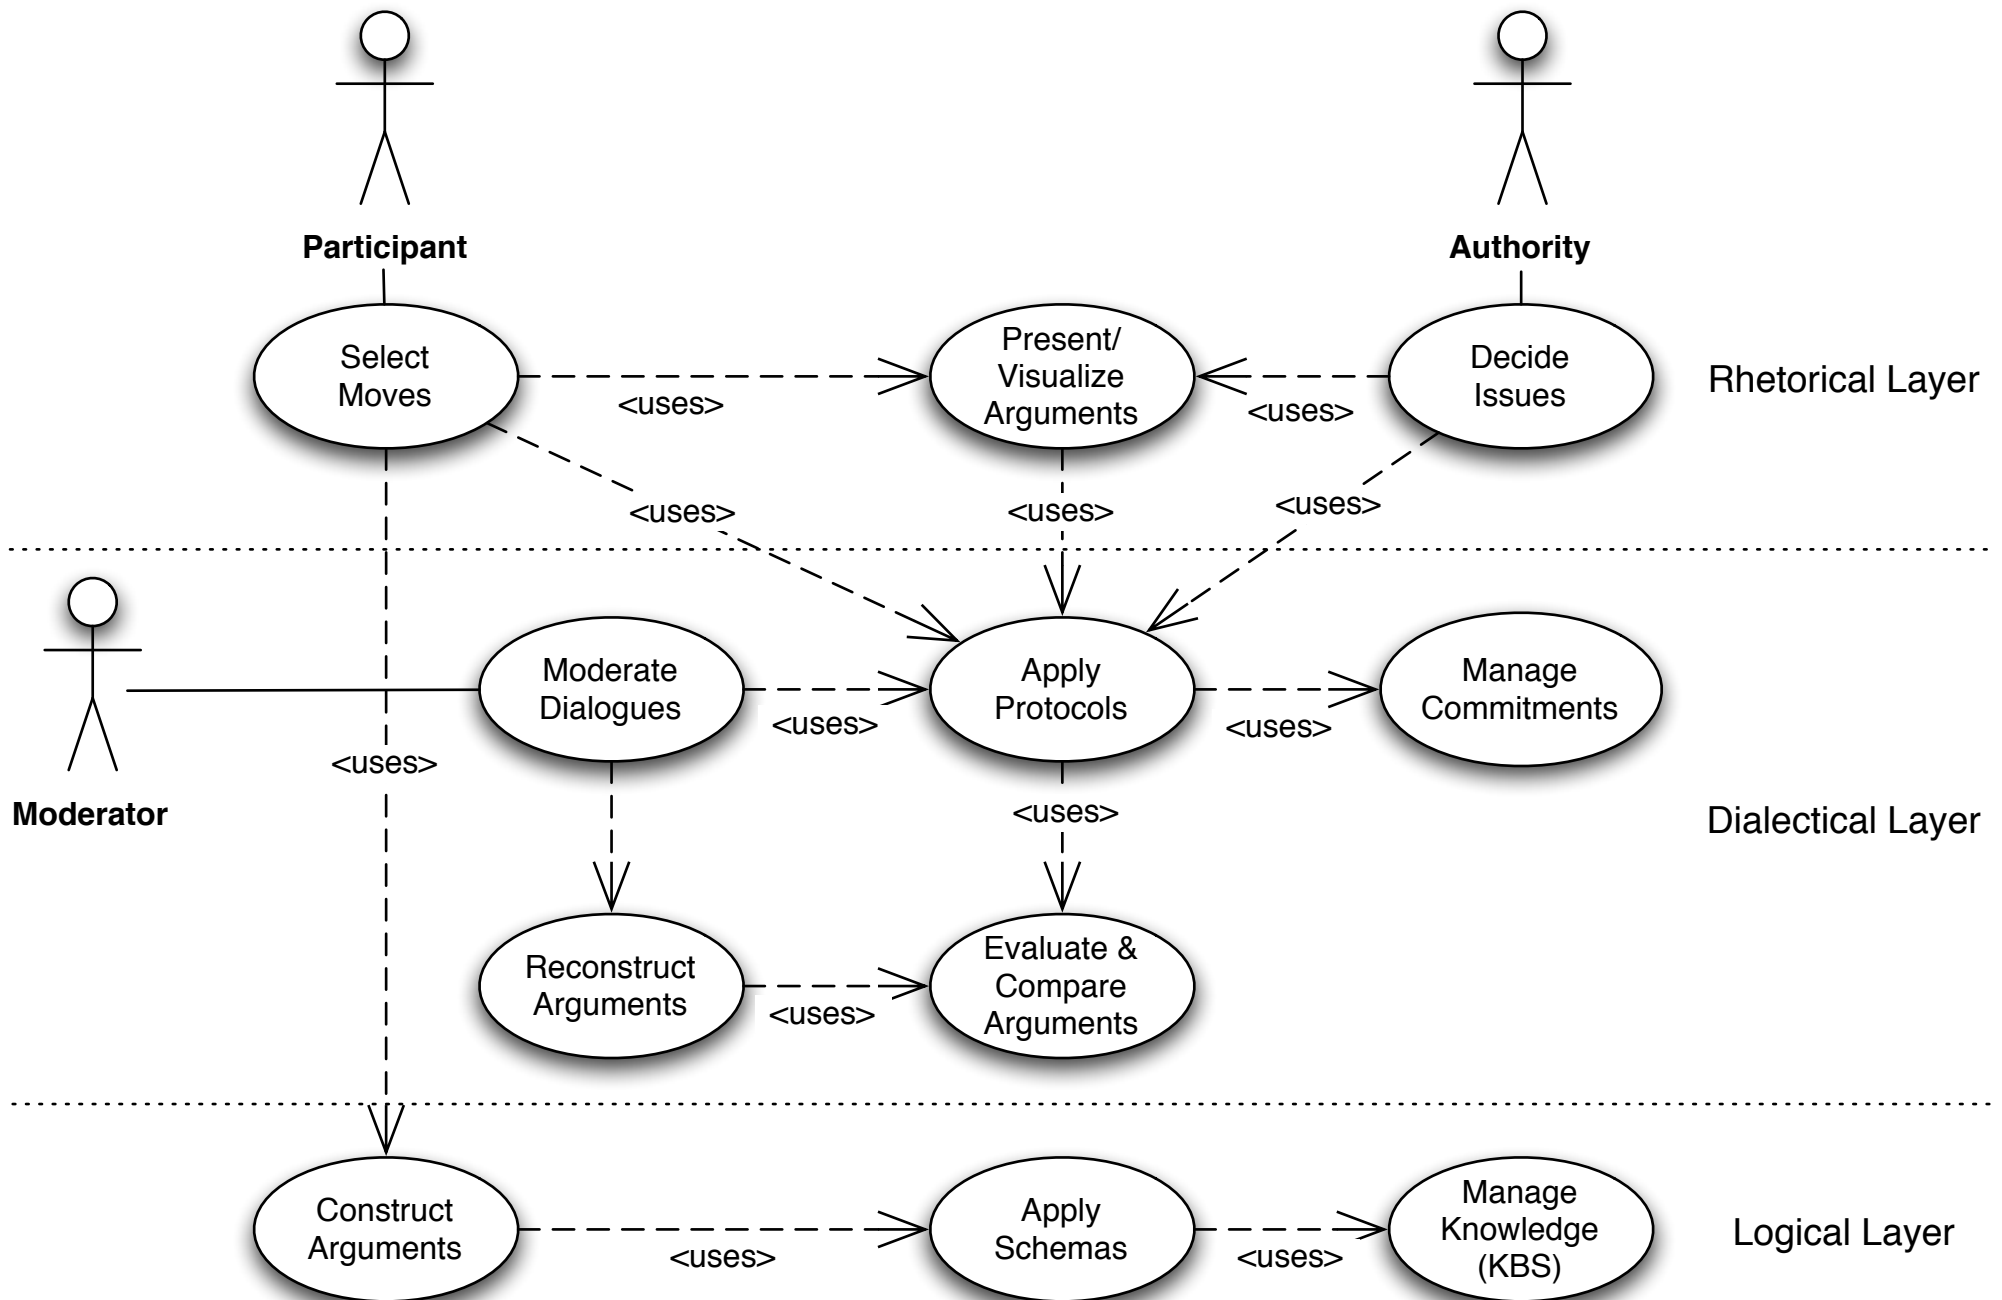 Participant
Authority
Select
Moves
Present/
Visualize
Arguments
Decide
Issues
Rhetorical Layer
<uses>
<uses>
<uses>
<uses>
<uses>
Moderate
Dialogues
Apply
Protocols
Manage
Commitments
<uses>
<uses>
<uses>
Moderator
<uses>
Dialectical Layer
Reconstruct
Arguments
Evaluate &
Compare
Arguments
<uses>
Construct
Arguments
Apply
Schemas
Manage
Knowledge
(KBS)
Logical Layer
<uses>
<uses>